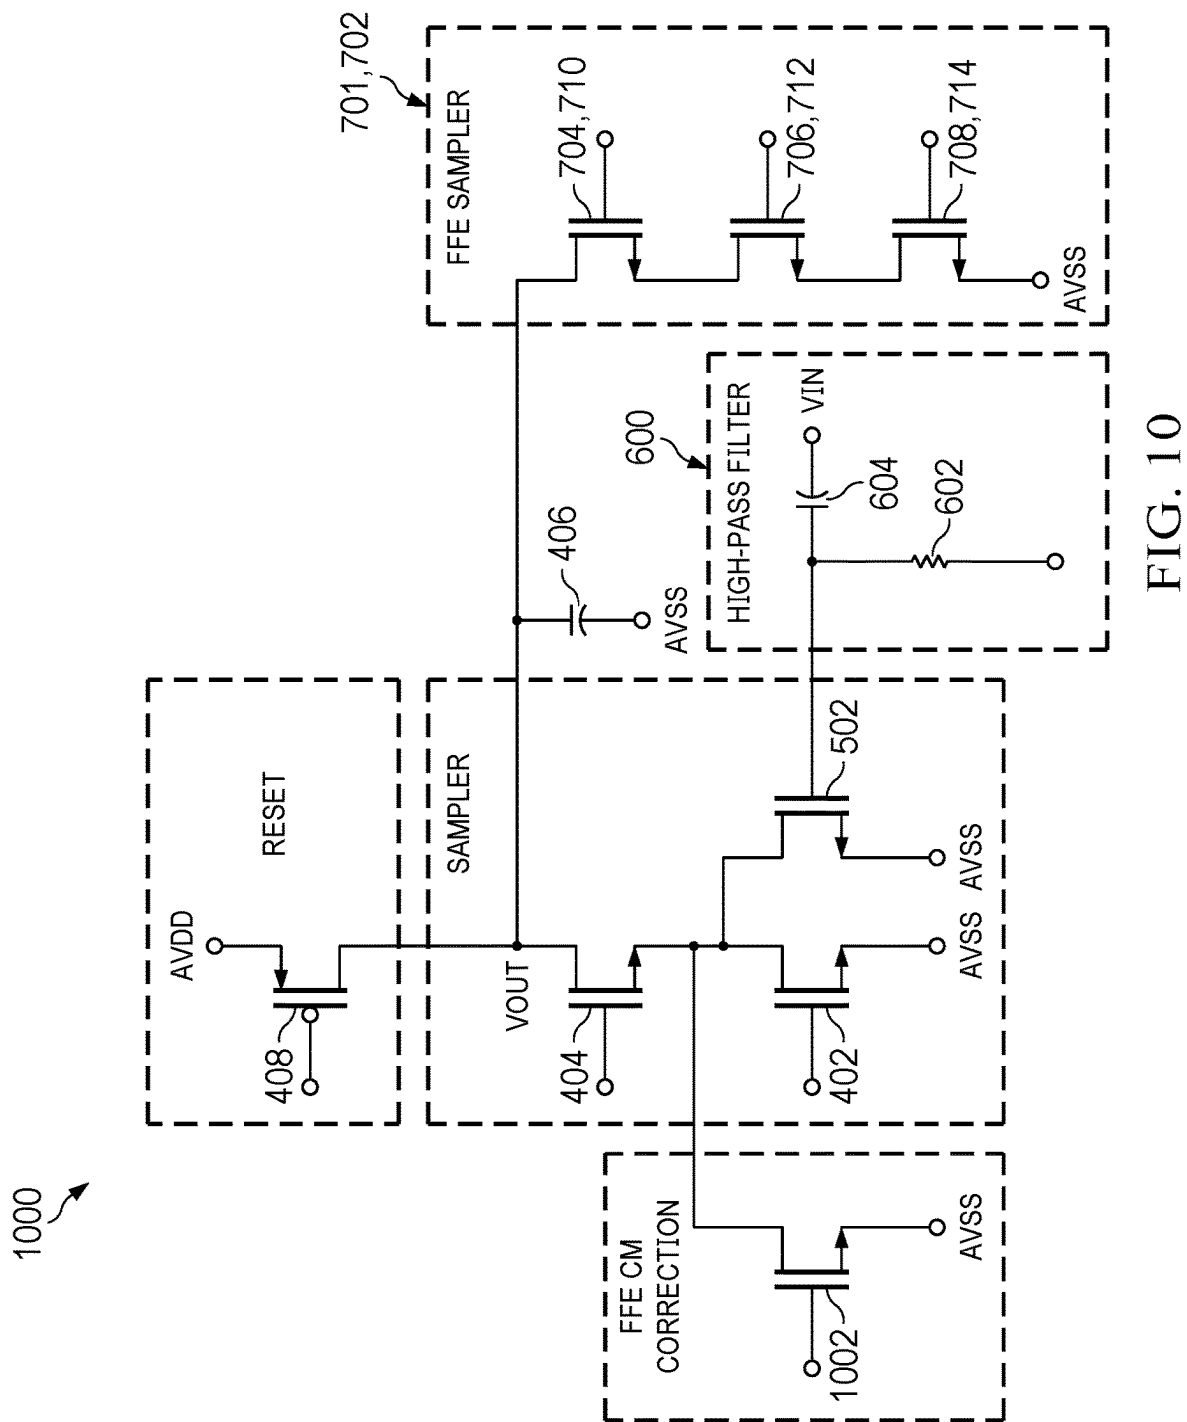 1000
AVDD
RESET
408
701,702
FFE SAMPLER
704,710
706,712
708,714
AVSS
SAMPLER
VOUT
404
402
AVSS
502
AVSS
406
AVSS
600
HIGH-PASS FILTER
VIN
604
602
FFE CM
CORRECTION
1002
AVSS
FIG. 10